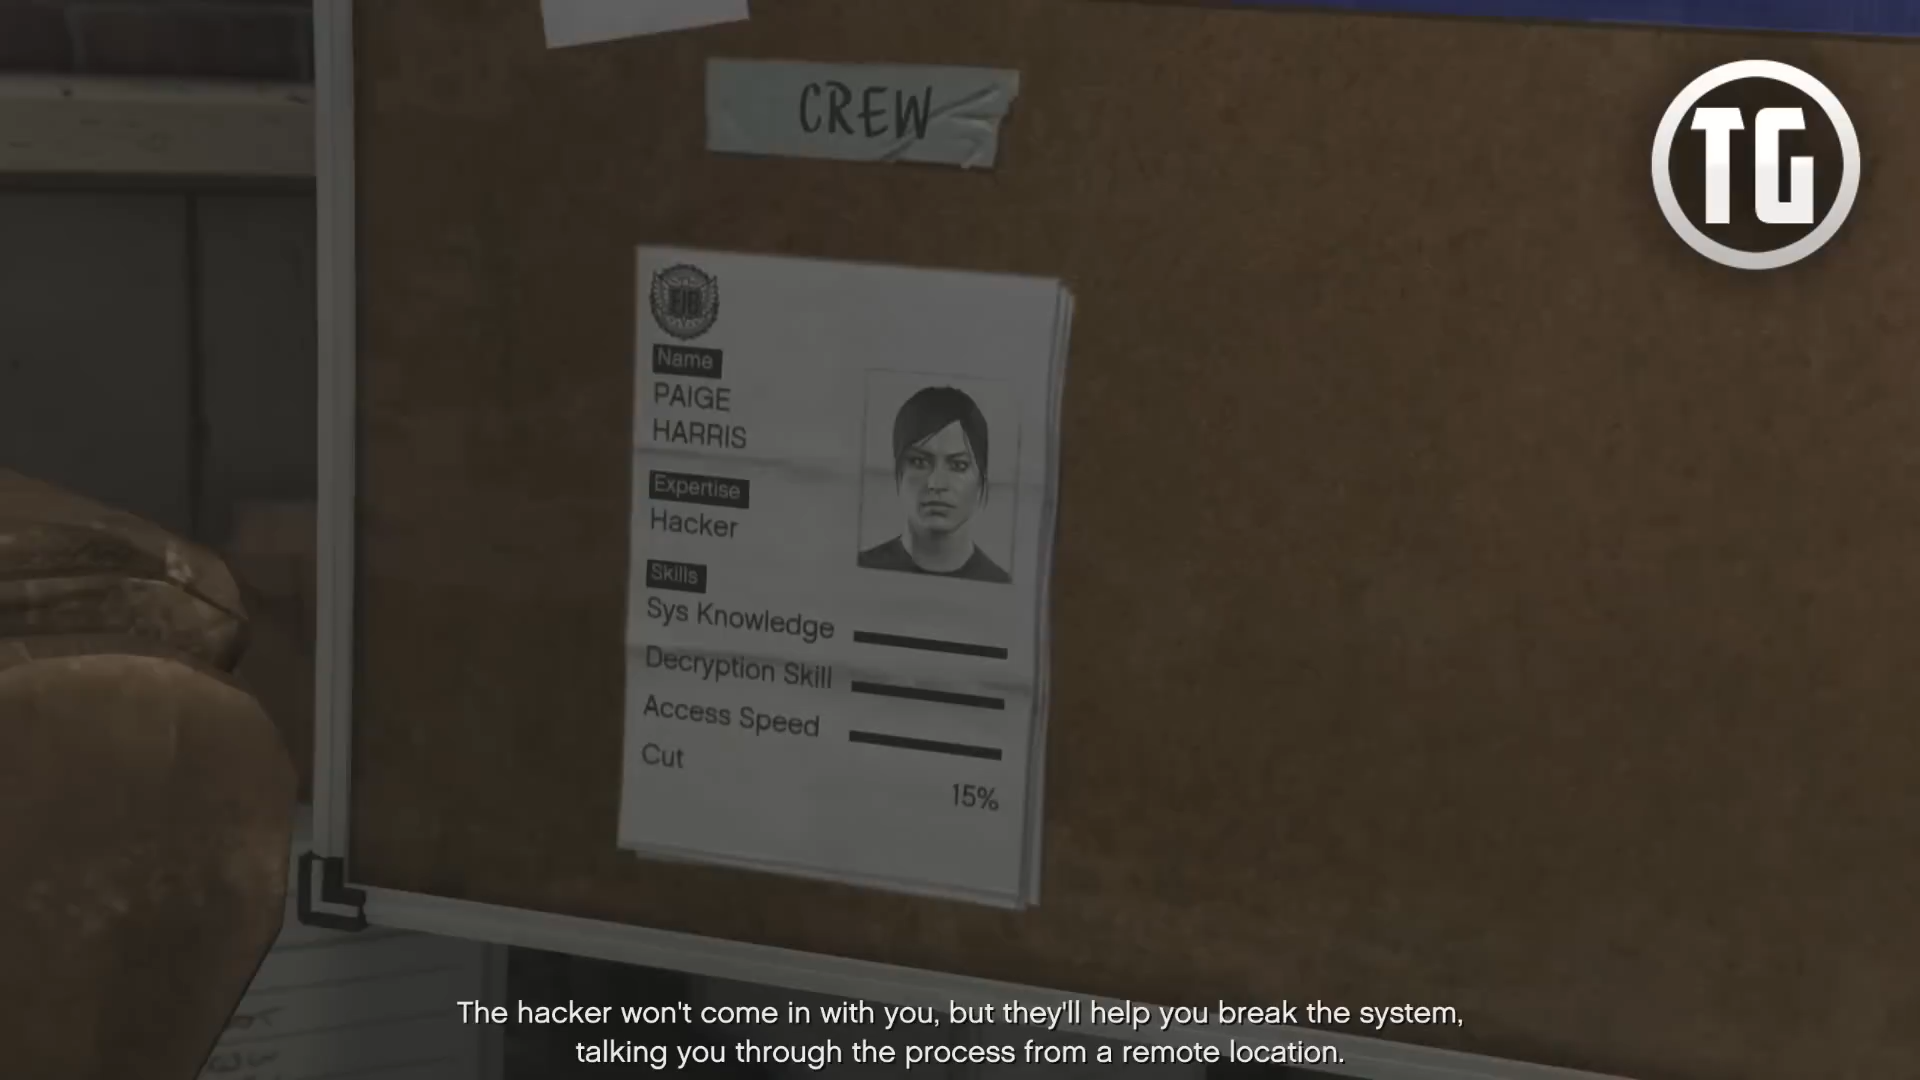 CREW
TG
FIB
Name
PAIGE
HARRIS
Expertise
Hacker
Skills
Sys Knowledge
Decryption Skill
Access Speed
Cut
15%
The hacker won't come in with you, but they'll help you break the system,
talking you through the process from a remote location.